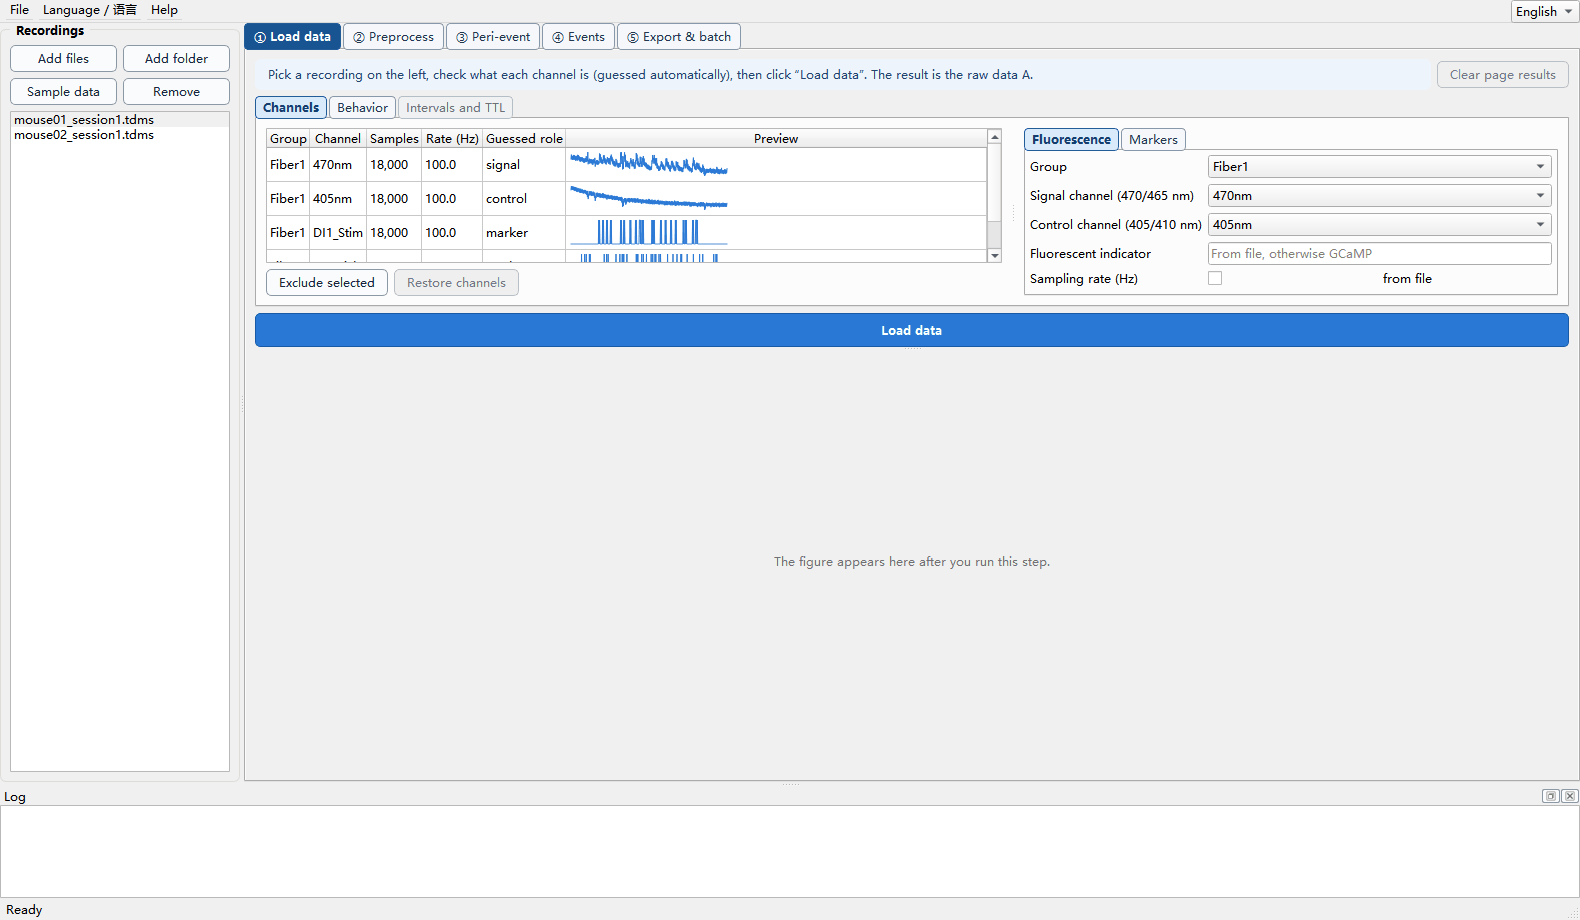 File Language / 语言 Help
English
Recordings
Add files Add folder
Sample data Remove
mouse01_session1.tdms
mouse02_session1.tdms
① Load data ② Preprocess ③ Peri-event ④ Events ⑤ Export & batch
Pick a recording on the left, check what each channel is (guessed automatically), then click “Load data”. The result is the raw data A.
Clear page results
Channels Behavior Intervals and TTL
Group Channel Samples Rate (Hz) Guessed role Preview
Fiber1 470nm 18,000 100.0 signal
Fiber1 405nm 18,000 100.0 control
Fiber1 DI1_Stim 18,000 100.0 marker
Exclude selected Restore channels
Fluorescence Markers
Group Fiber1
Signal channel (470/465 nm) 470nm
Control channel (405/410 nm) 405nm
Fluorescent indicator From file, otherwise GCaMP
Sampling rate (Hz) from file
Load data
The figure appears here after you run this step.
Log
Ready